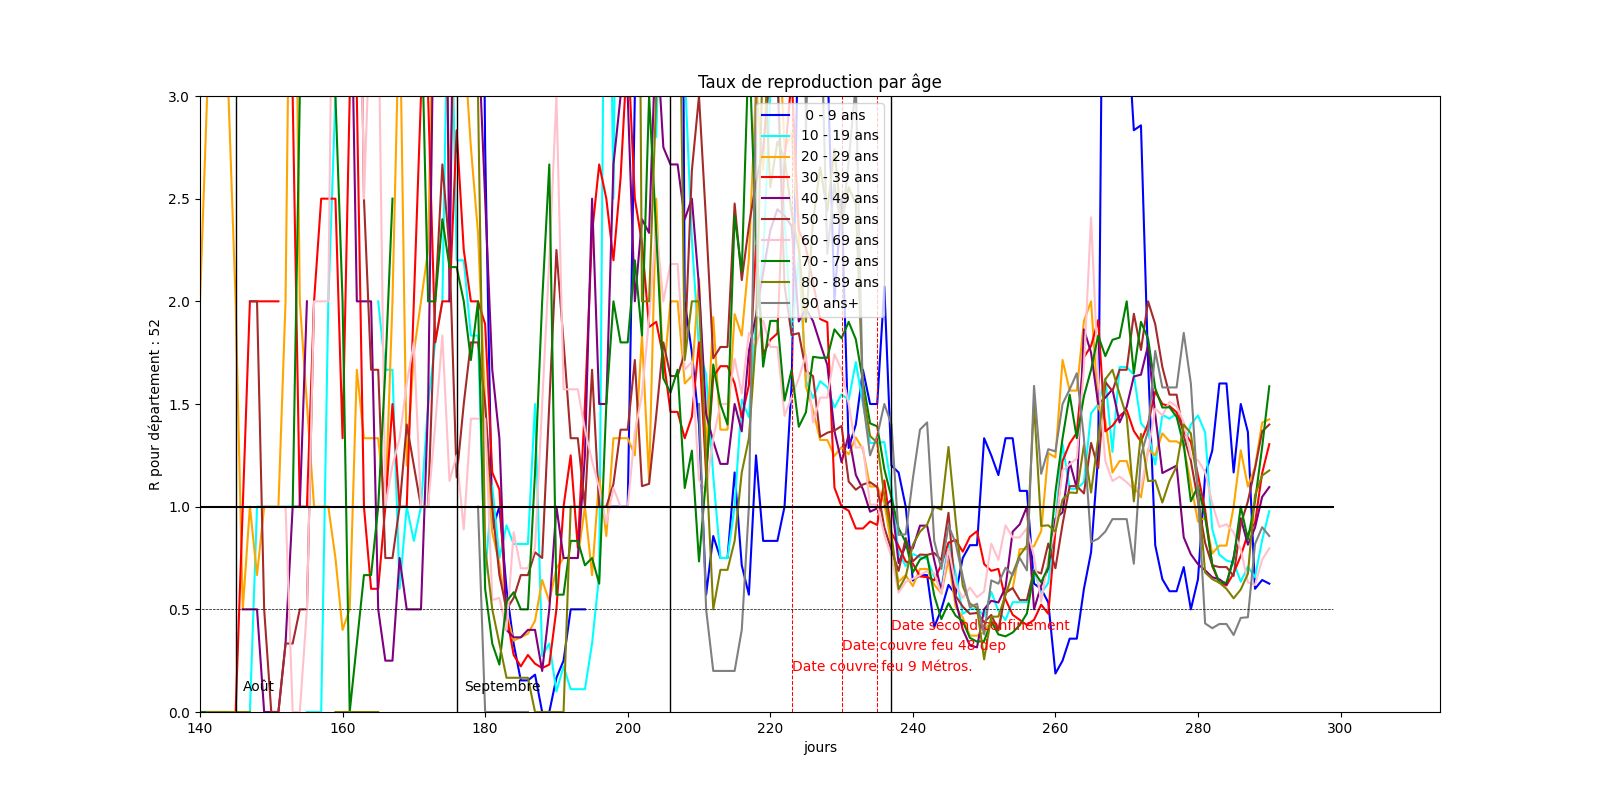 Taux de reproduction par âge
R pour département : 52
3.0
2.5
2.0
1.5
1.0
0.5
0.0
0 - 9 ans
10 - 19 ans
20 - 29 ans
30 - 39 ans
40 - 49 ans
50 - 59 ans
60 - 69 ans
70 - 79 ans
80 - 89 ans
90 ans+
Date second confinement
Date couvre feu 48 dep
Date couvre feu 9 Métros.
Août
Septembre
140 160 180 200 220 240 260 280 300
jours